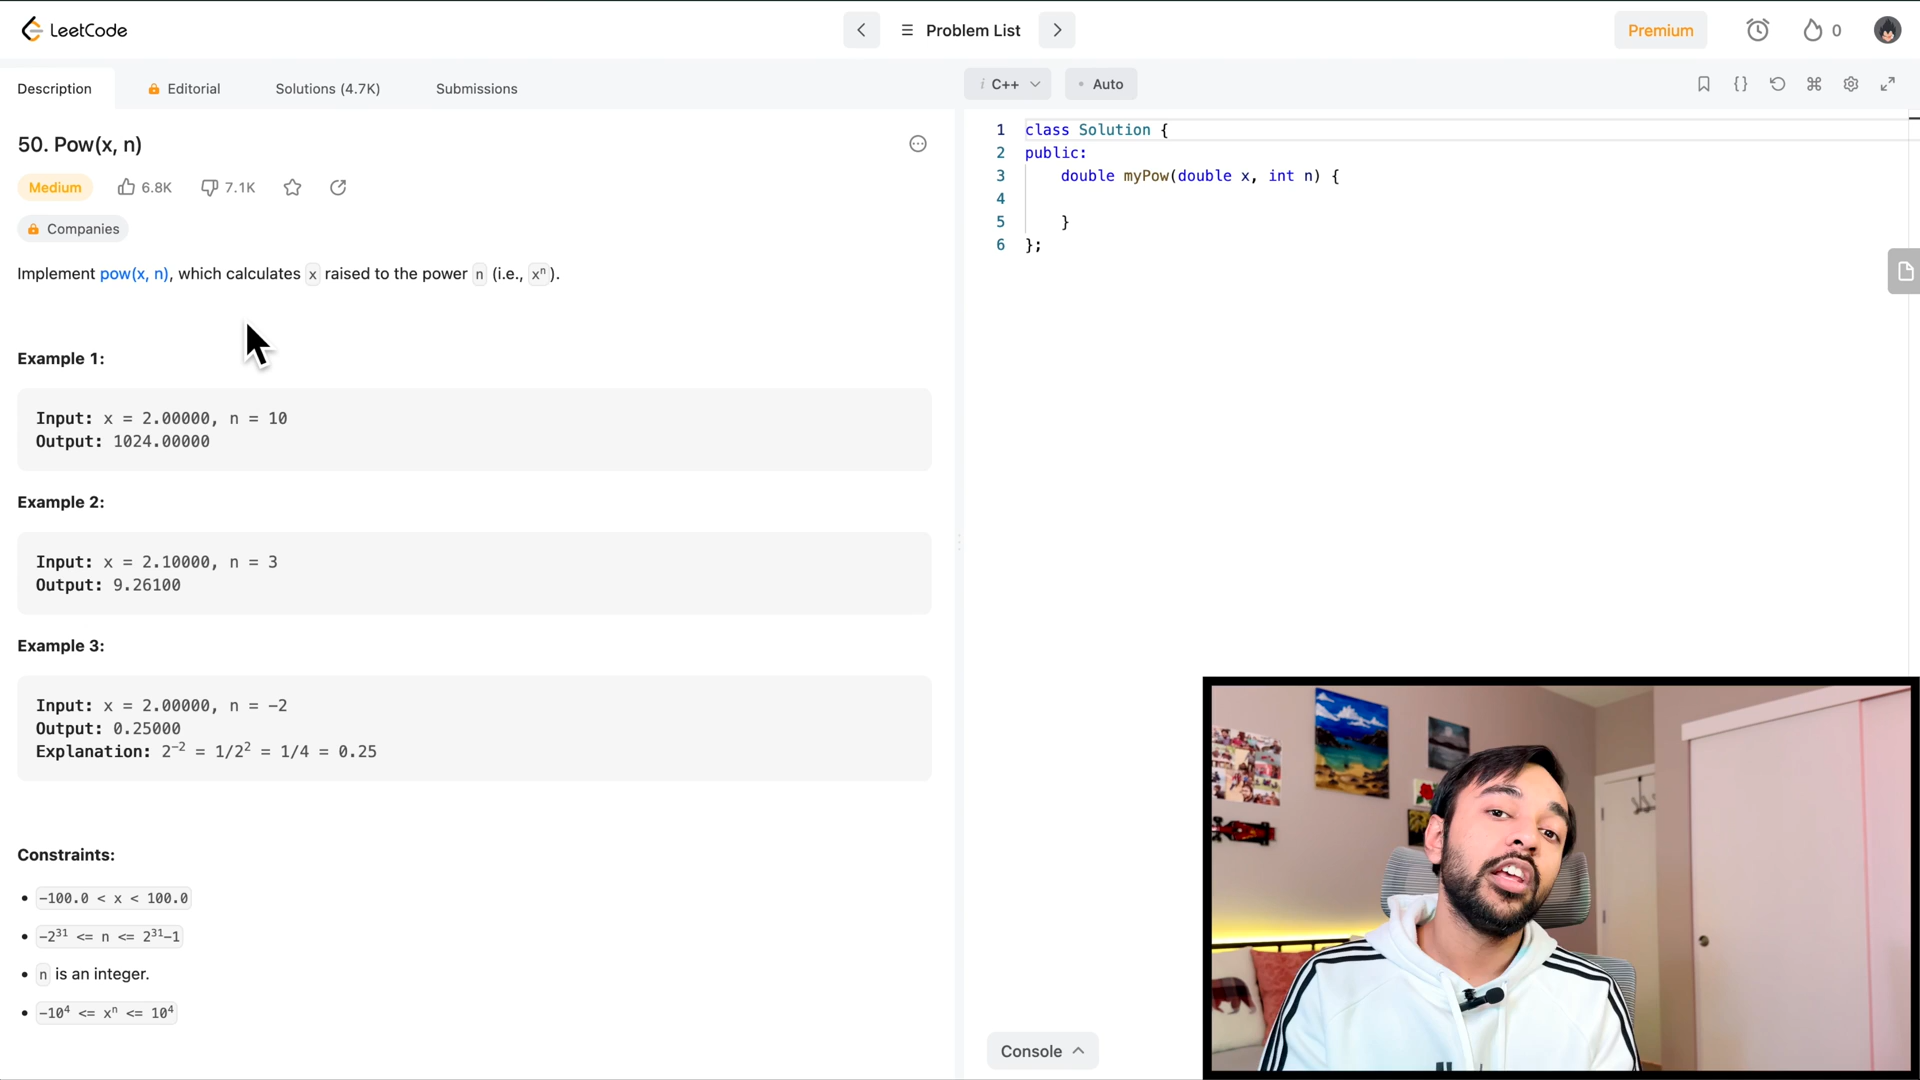 LeetCode
Problem List
Premium
0
Description
Editorial
Solutions (4.7K)
Submissions
i C++
Auto
50. Pow(x, n)
Medium
6.8K
7.1K
Companies
Implement pow(x, n), which calculates x raised to the power n (i.e., xⁿ).
Example 1:
Input: x = 2.00000, n = 10
Output: 1024.00000
Example 2:
Input: x = 2.10000, n = 3
Output: 9.26100
Example 3:
Input: x = 2.00000, n = -2
Output: 0.25000
Explanation: 2⁻² = 1/2² = 1/4 = 0.25
Constraints:
• -100.0 < x < 100.0
• -2³¹ <= n <= 2³¹-1
• n is an integer.
• -10⁴ <= xⁿ <= 10⁴
1 class Solution {
2 public:
3 double myPow(double x, int n) {
4
5 }
6 };
Console